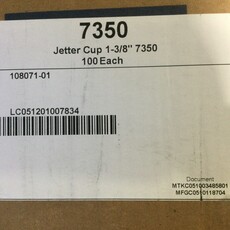 7350
Jetter Cup 1-3/8" 7350
100 Each
108071-01
LC051201007834
Document
MTKC051003485801
MFGC0510118704